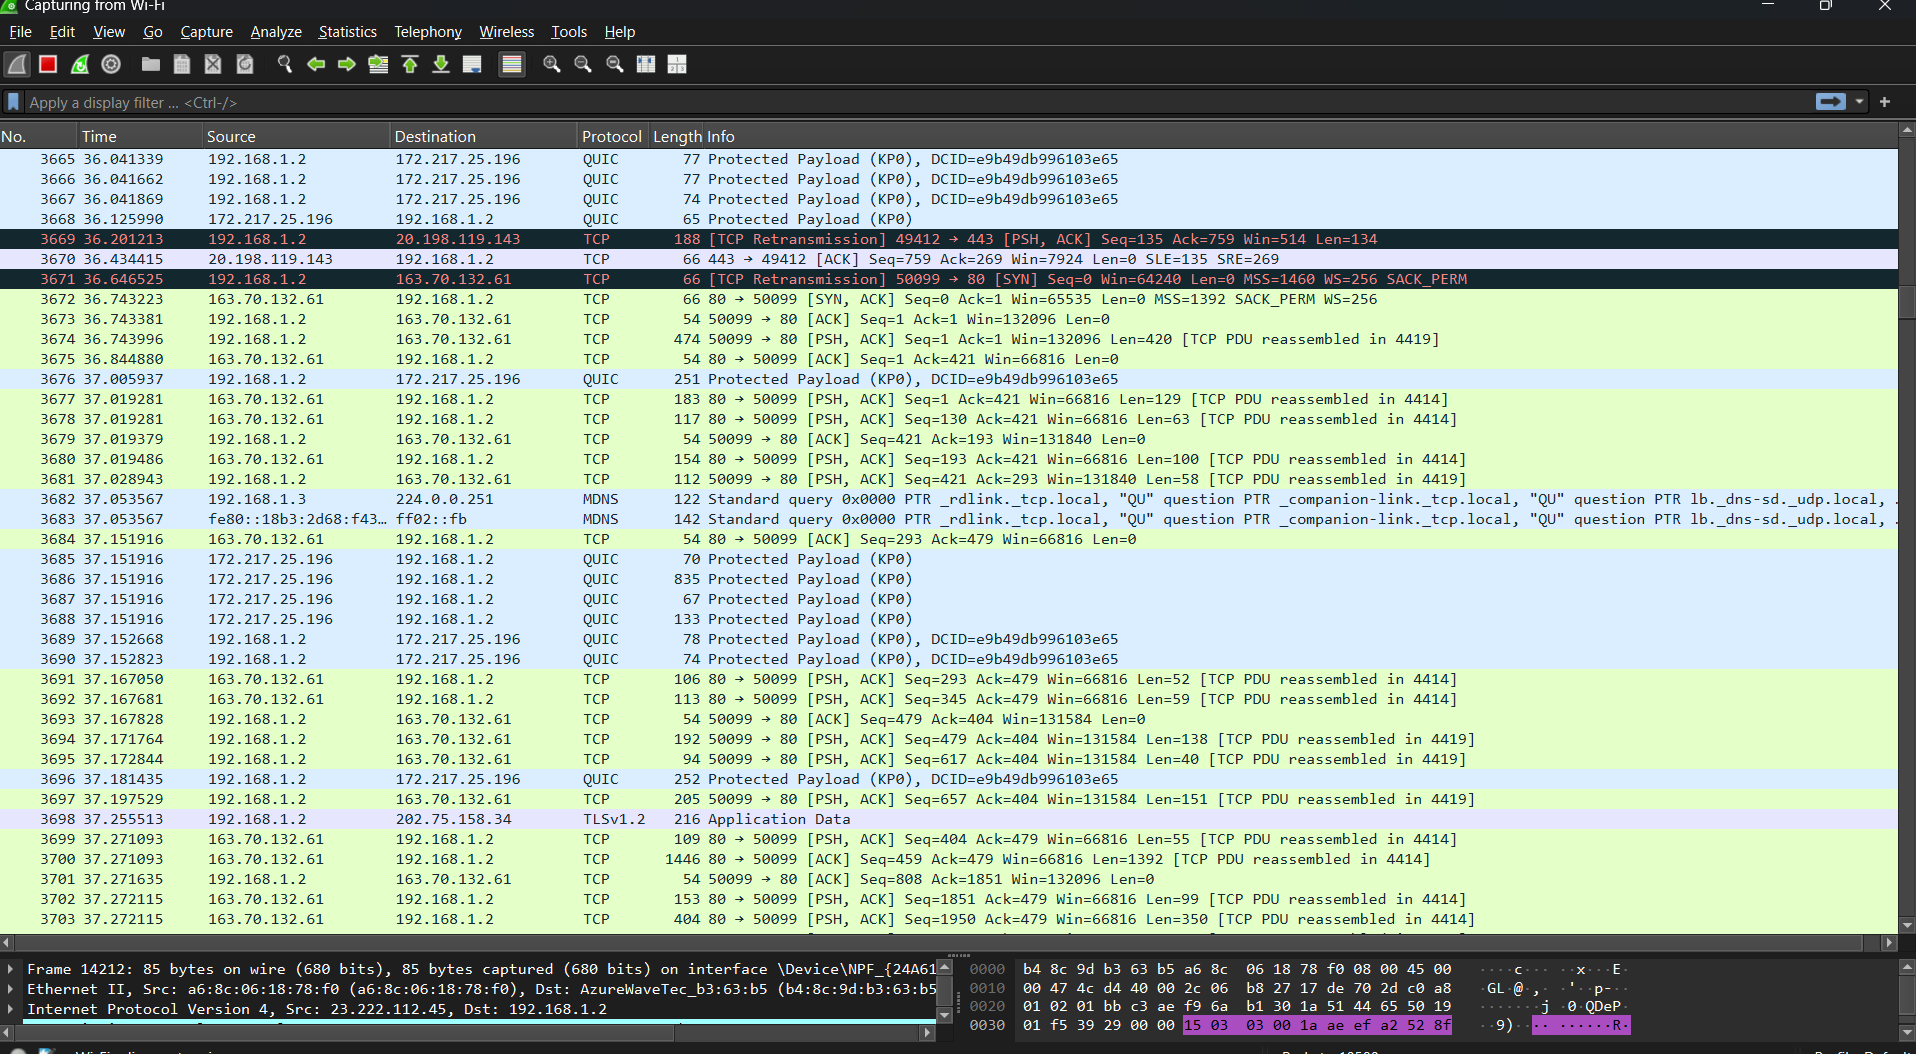 Capturing from Wi-Fi
File Edit View Go Capture Analyze Statistics Telephony Wireless Tools Help
Apply a display filter ... <Ctrl-/>
No. Time Source Destination Protocol Length Info
3665 36.041339 192.168.1.2 172.217.25.196 QUIC 77 Protected Payload (KP0), DCID=e9b49db996103e65
3666 36.041662 192.168.1.2 172.217.25.196 QUIC 77 Protected Payload (KP0), DCID=e9b49db996103e65
3667 36.041869 192.168.1.2 172.217.25.196 QUIC 74 Protected Payload (KP0), DCID=e9b49db996103e65
3668 36.125990 172.217.25.196 192.168.1.2 QUIC 65 Protected Payload (KP0)
3669 36.201213 192.168.1.2 20.198.119.143 TCP 188 [TCP Retransmission] 49412 → 443 [PSH, ACK] Seq=135 Ack=759 Win=514 Len=134
3670 36.434415 20.198.119.143 192.168.1.2 TCP 66 443 → 49412 [ACK] Seq=759 Ack=269 Win=7924 Len=0 SLE=135 SRE=269
3671 36.646525 192.168.1.2 163.70.132.61 TCP 66 [TCP Retransmission] 50099 → 80 [SYN] Seq=0 Win=64240 Len=0 MSS=1460 WS=256 SACK_PERM
3672 36.743223 163.70.132.61 192.168.1.2 TCP 66 80 → 50099 [SYN, ACK] Seq=0 Ack=1 Win=65535 Len=0 MSS=1392 SACK_PERM WS=256
3673 36.743381 192.168.1.2 163.70.132.61 TCP 54 50099 → 80 [ACK] Seq=1 Ack=1 Win=132096 Len=0
3674 36.743996 192.168.1.2 163.70.132.61 TCP 474 50099 → 80 [PSH, ACK] Seq=1 Ack=1 Win=132096 Len=420 [TCP PDU reassembled in 4419]
3675 36.844880 163.70.132.61 192.168.1.2 TCP 54 80 → 50099 [ACK] Seq=1 Ack=421 Win=66816 Len=0
3676 37.005937 192.168.1.2 172.217.25.196 QUIC 251 Protected Payload (KP0), DCID=e9b49db996103e65
3677 37.019281 163.70.132.61 192.168.1.2 TCP 183 80 → 50099 [PSH, ACK] Seq=1 Ack=421 Win=66816 Len=129 [TCP PDU reassembled in 4414]
3678 37.019281 163.70.132.61 192.168.1.2 TCP 117 80 → 50099 [PSH, ACK] Seq=130 Ack=421 Win=66816 Len=63 [TCP PDU reassembled in 4414]
3679 37.019379 192.168.1.2 163.70.132.61 TCP 54 50099 → 80 [ACK] Seq=421 Ack=193 Win=131840 Len=0
3680 37.019486 163.70.132.61 192.168.1.2 TCP 154 80 → 50099 [PSH, ACK] Seq=193 Ack=421 Win=66816 Len=100 [TCP PDU reassembled in 4414]
3681 37.028943 192.168.1.2 163.70.132.61 TCP 112 50099 → 80 [PSH, ACK] Seq=421 Ack=293 Win=131840 Len=58 [TCP PDU reassembled in 4419]
3682 37.053567 192.168.1.3 224.0.0.251 MDNS 122 Standard query 0x0000 PTR _rdlink._tcp.local, "QU" question PTR _companion-link._tcp.local, "QU" question PTR lb._dns-sd._udp.local, .
3683 37.053567 fe80::18b3:2d68:f43… ff02::fb MDNS 142 Standard query 0x0000 PTR _rdlink._tcp.local, "QU" question PTR _companion-link._tcp.local, "QU" question PTR lb._dns-sd._udp.local, .
3684 37.151916 163.70.132.61 192.168.1.2 TCP 54 80 → 50099 [ACK] Seq=293 Ack=479 Win=66816 Len=0
3685 37.151916 172.217.25.196 192.168.1.2 QUIC 70 Protected Payload (KP0)
3686 37.151916 172.217.25.196 192.168.1.2 QUIC 835 Protected Payload (KP0)
3687 37.151916 172.217.25.196 192.168.1.2 QUIC 67 Protected Payload (KP0)
3688 37.151916 172.217.25.196 192.168.1.2 QUIC 133 Protected Payload (KP0)
3689 37.152668 192.168.1.2 172.217.25.196 QUIC 78 Protected Payload (KP0), DCID=e9b49db996103e65
3690 37.152823 192.168.1.2 172.217.25.196 QUIC 74 Protected Payload (KP0), DCID=e9b49db996103e65
3691 37.167050 163.70.132.61 192.168.1.2 TCP 106 80 → 50099 [PSH, ACK] Seq=293 Ack=479 Win=66816 Len=52 [TCP PDU reassembled in 4414]
3692 37.167681 163.70.132.61 192.168.1.2 TCP 113 80 → 50099 [PSH, ACK] Seq=345 Ack=479 Win=66816 Len=59 [TCP PDU reassembled in 4414]
3693 37.167828 192.168.1.2 163.70.132.61 TCP 54 50099 → 80 [ACK] Seq=479 Ack=404 Win=131584 Len=0
3694 37.171764 192.168.1.2 163.70.132.61 TCP 192 50099 → 80 [PSH, ACK] Seq=479 Ack=404 Win=131584 Len=138 [TCP PDU reassembled in 4419]
3695 37.172844 192.168.1.2 163.70.132.61 TCP 94 50099 → 80 [PSH, ACK] Seq=617 Ack=404 Win=131584 Len=40 [TCP PDU reassembled in 4419]
3696 37.181435 192.168.1.2 172.217.25.196 QUIC 252 Protected Payload (KP0), DCID=e9b49db996103e65
3697 37.197529 192.168.1.2 163.70.132.61 TCP 205 50099 → 80 [PSH, ACK] Seq=657 Ack=404 Win=131584 Len=151 [TCP PDU reassembled in 4419]
3698 37.255513 192.168.1.2 202.75.158.34 TLSv1.2 216 Application Data
3699 37.271093 163.70.132.61 192.168.1.2 TCP 109 80 → 50099 [PSH, ACK] Seq=404 Ack=479 Win=66816 Len=55 [TCP PDU reassembled in 4414]
3700 37.271093 163.70.132.61 192.168.1.2 TCP 1446 80 → 50099 [ACK] Seq=459 Ack=479 Win=66816 Len=1392 [TCP PDU reassembled in 4414]
3701 37.271635 192.168.1.2 163.70.132.61 TCP 54 50099 → 80 [ACK] Seq=808 Ack=1851 Win=132096 Len=0
3702 37.272115 163.70.132.61 192.168.1.2 TCP 153 80 → 50099 [PSH, ACK] Seq=1851 Ack=479 Win=66816 Len=99 [TCP PDU reassembled in 4414]
3703 37.272115 163.70.132.61 192.168.1.2 TCP 404 80 → 50099 [PSH, ACK] Seq=1950 Ack=479 Win=66816 Len=350 [TCP PDU reassembled in 4414]
Frame 14212: 85 bytes on wire (680 bits), 85 bytes captured (680 bits) on interface \Device\NPF_{24A61
Ethernet II, Src: a6:8c:06:18:78:f0 (a6:8c:06:18:78:f0), Dst: AzureWaveTec_b3:63:b5 (b4:8c:9d:b3:63:b5
Internet Protocol Version 4, Src: 23.222.112.45, Dst: 192.168.1.2
0000 b4 8c 9d b3 63 b5 a6 8c 06 18 78 f0 08 00 45 00 ····c··· ··x···E·
0010 00 47 4c d4 40 00 2c 06 b8 27 17 de 70 2d c0 a8 ·GL·@·,· ·'··p-··
0020 01 02 01 bb c3 ae f9 6a b1 30 1a 51 44 65 50 19 ·······j ·0·QDeP·
0030 01 f5 39 29 00 00 15 03 03 00 1a ae ef a2 52 8f ··9)···· ······R·